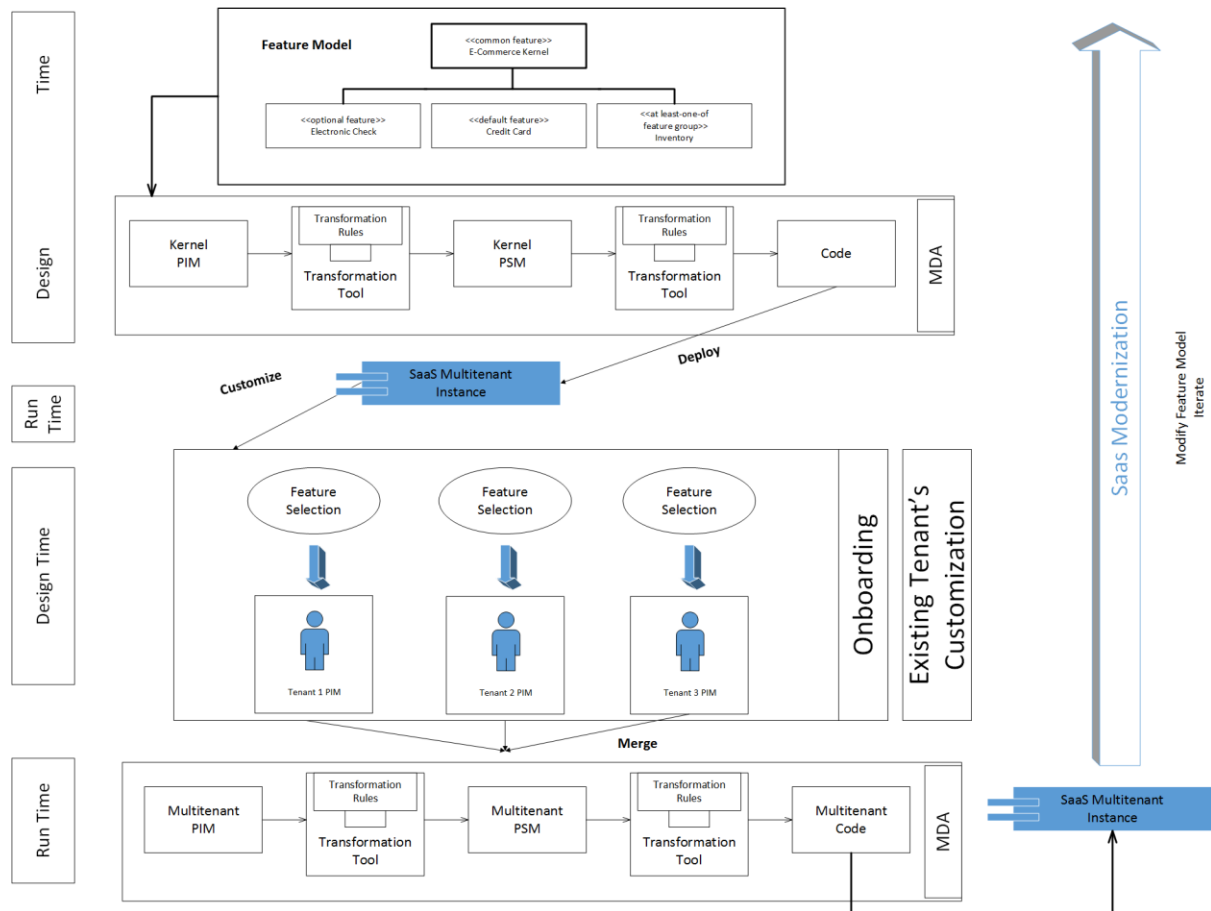 Time
Design
Feature Model
<<common feature>>
E-Commerce Kernel
<<optional feature>>
Electronic Check
<<default feature>>
Credit Card
<<at least-one-of
feature group>>
Inventory
Kernel
PIM
Transformation
Rules
Transformation
Tool
Kernel
PSM
Transformation
Rules
Transformation
Tool
Code
MDA
Deploy
Customize
SaaS Multitenant
Instance
Run
Time
Design Time
Feature
Selection
Feature
Selection
Feature
Selection
Tenant 1 PIM
Tenant 2 PIM
Tenant 3 PIM
Onboarding
Existing Tenant's
Customization
Merge
Run Time
Multitenant
PIM
Transformation
Rules
Transformation
Tool
Multitenant
PSM
Transformation
Rules
Transformation
Tool
Multitenant
Code
MDA
SaaS Multitenant
Instance
Saas Modernization
Modify Feature Model
Iterate